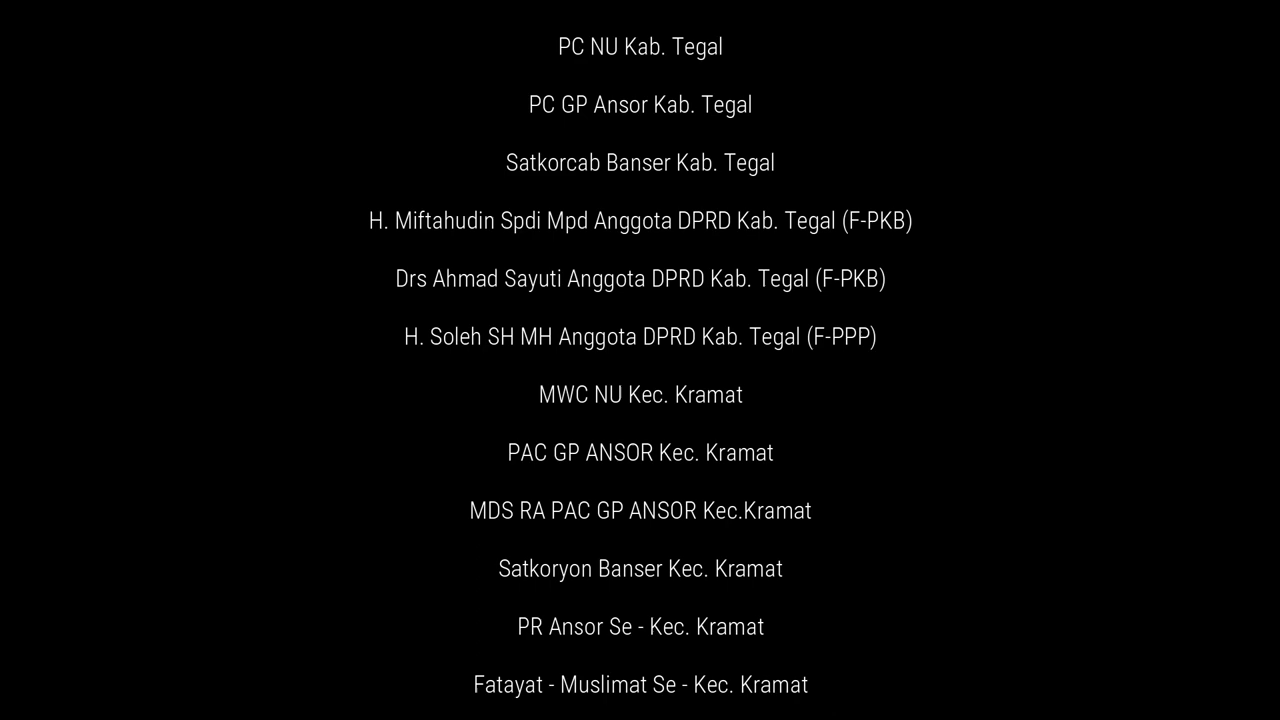 PC NU Kab. Tegal
PC GP Ansor Kab. Tegal
Satkorcab Banser Kab. Tegal
H. Miftahudin Spdi Mpd Anggota DPRD Kab. Tegal (F-PKB)
Drs Ahmad Sayuti Anggota DPRD Kab. Tegal (F-PKB)
H. Soleh SH MH Anggota DPRD Kab. Tegal (F-PPP)
MWC NU Kec. Kramat
PAC GP ANSOR Kec. Kramat
MDS RA PAC GP ANSOR Kec.Kramat
Satkoryon Banser Kec. Kramat
PR Ansor Se - Kec. Kramat
Fatayat - Muslimat Se - Kec. Kramat